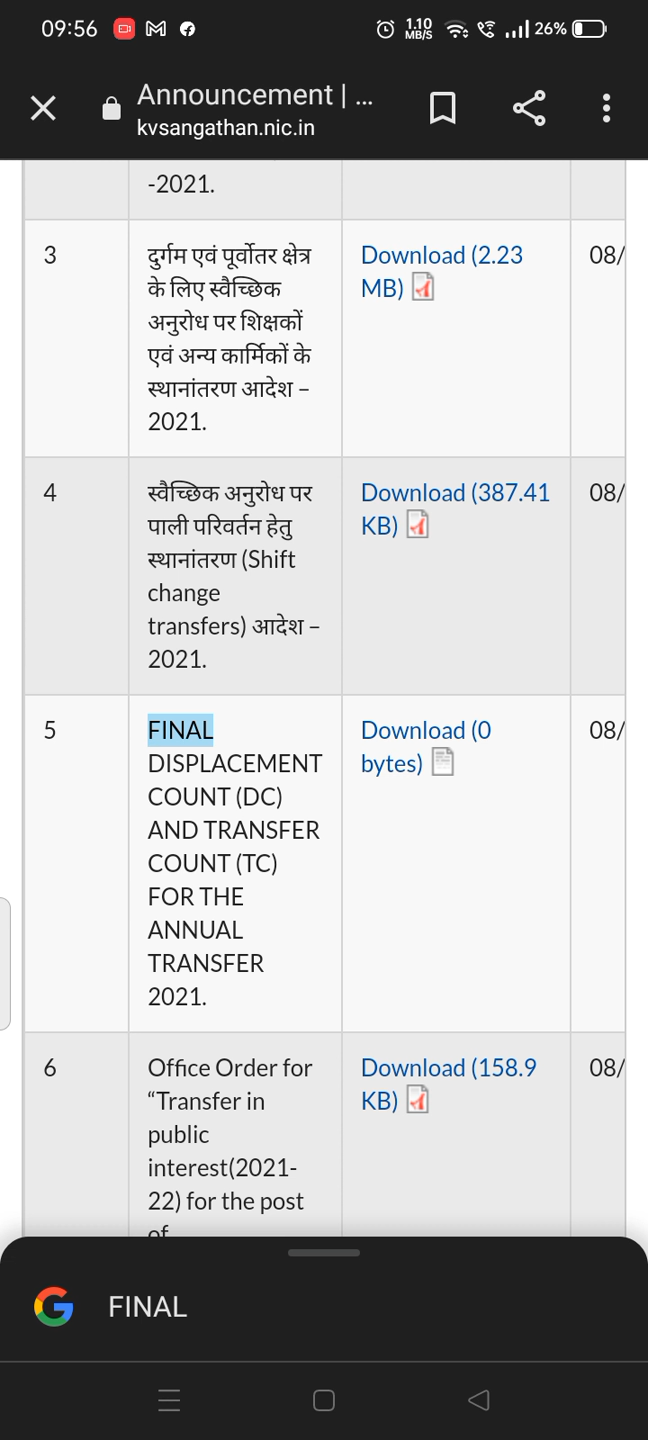 09:56
1.10 MB/S
26%
Announcement | ...
kvsangathan.nic.in
-2021.
3
दुर्गम एवं पूर्वोतर क्षेत्र
के लिए स्वैच्छिक
अनुरोध पर शिक्षकों
एवं अन्य कार्मिकों के
स्थानांतरण आदेश –
2021.
Download (2.23
MB)
08/
4
स्वैच्छिक अनुरोध पर
पाली परिवर्तन हेतु
स्थानांतरण (Shift
change
transfers) आदेश –
2021.
Download (387.41
KB)
08/
5
FINAL
DISPLACEMENT
COUNT (DC)
AND TRANSFER
COUNT (TC)
FOR THE
ANNUAL
TRANSFER
2021.
Download (0
bytes)
08/
6
Office Order for
“Transfer in
public
interest(2021-
22) for the post
of
Download (158.9
KB)
08/
FINAL